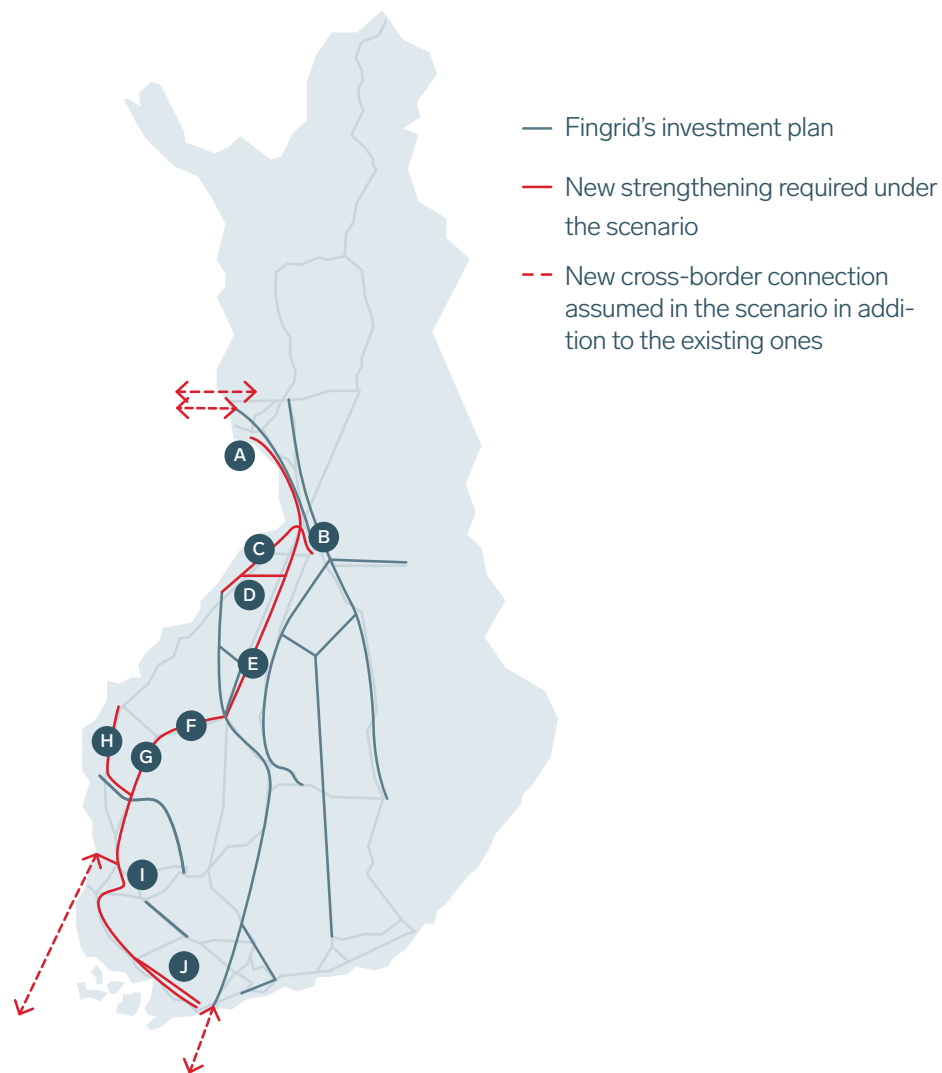 Fingrid's investment plan
New strengthening required under
the scenario
New cross-border connection
assumed in the scenario in addi-
tion to the existing ones
A
B
C
D
E
F
H
G
I
J